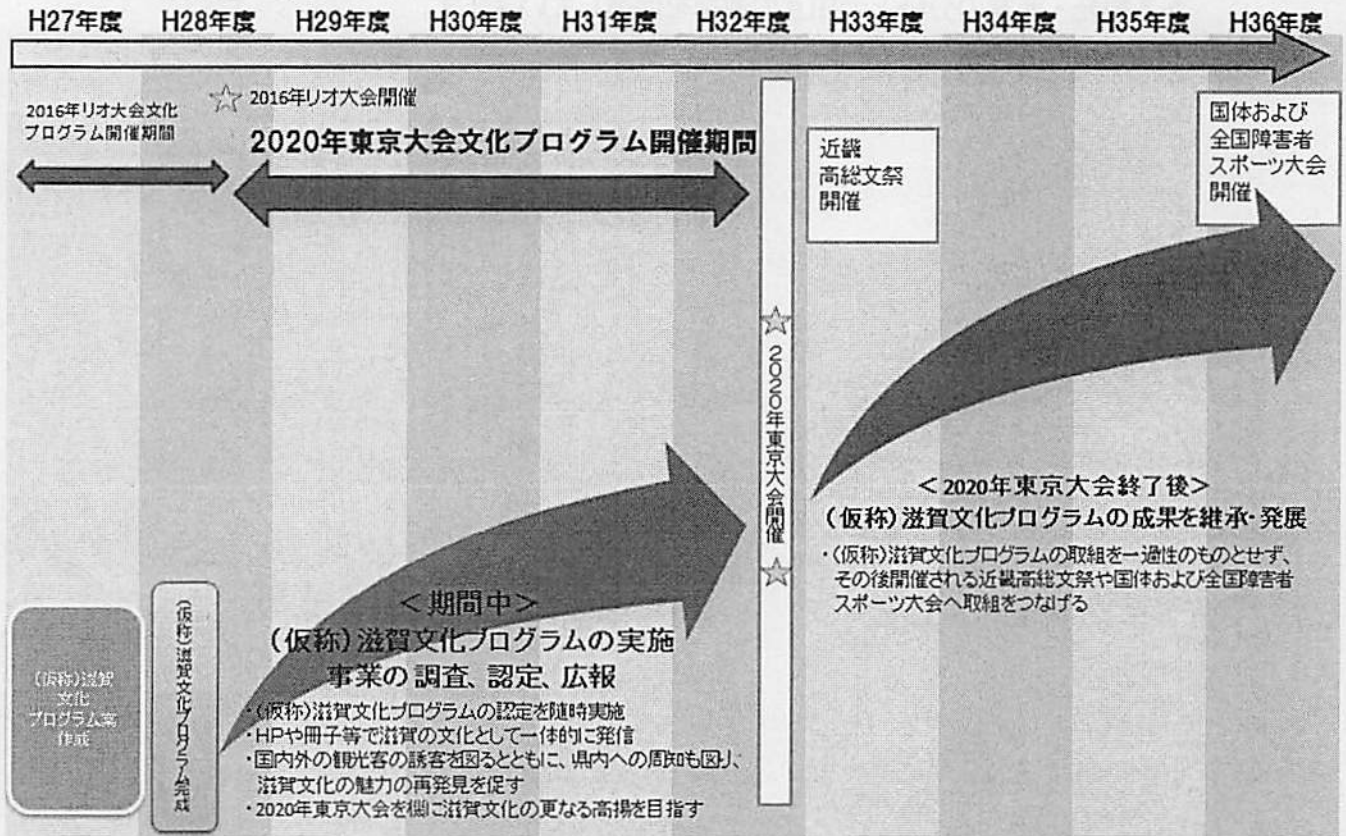 H27年度 H28年度 H29年度 H30年度 H31年度 H32年度 H33年度 H34年度 H35年度 H36年度
2016年リオ大会文化
プログラム開催期間
2016年リオ大会開催
2020年東京大会文化プログラム開催期間
近畿
高総文祭
開催
国体および
全国障害者
スポーツ大会
開催
2020年東京大会開催
(仮称)滋賀
文化
プログラム案
作成
(仮称)滋賀文化プログラム完成
<期間中>
(仮称)滋賀文化プログラムの実施
事業の調査、認定、広報
・(仮称)滋賀文化プログラムの認定を随時実施
・HPや冊子等で滋賀の文化として一体的に発信
・国内外の観光客の誘客を図るとともに、県内への周知も図り、
滋賀文化の魅力の再発見を促す
・2020年東京大会を機に滋賀文化の更なる高揚を目指す
<2020年東京大会終了後>
(仮称)滋賀文化プログラムの成果を継承・発展
・(仮称)滋賀文化プログラムの取組を一過性のものとせず、
その後開催される近畿高総文祭や国体および全国障害者
スポーツ大会へ取組をつなげる